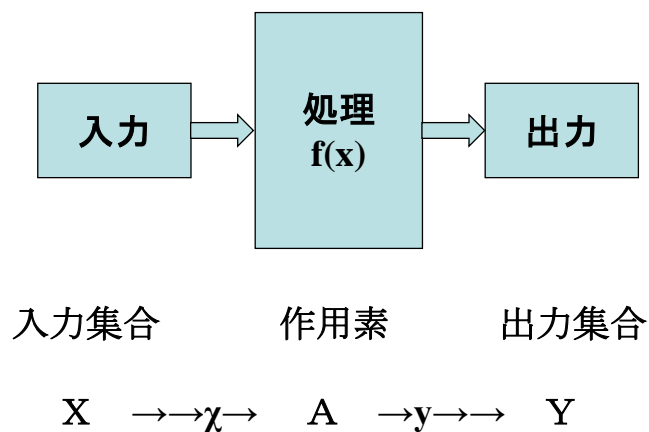 入力
処理
f(x)
出力
入力集合 作用素 出力集合
X →→χ→ A →y→→ Y